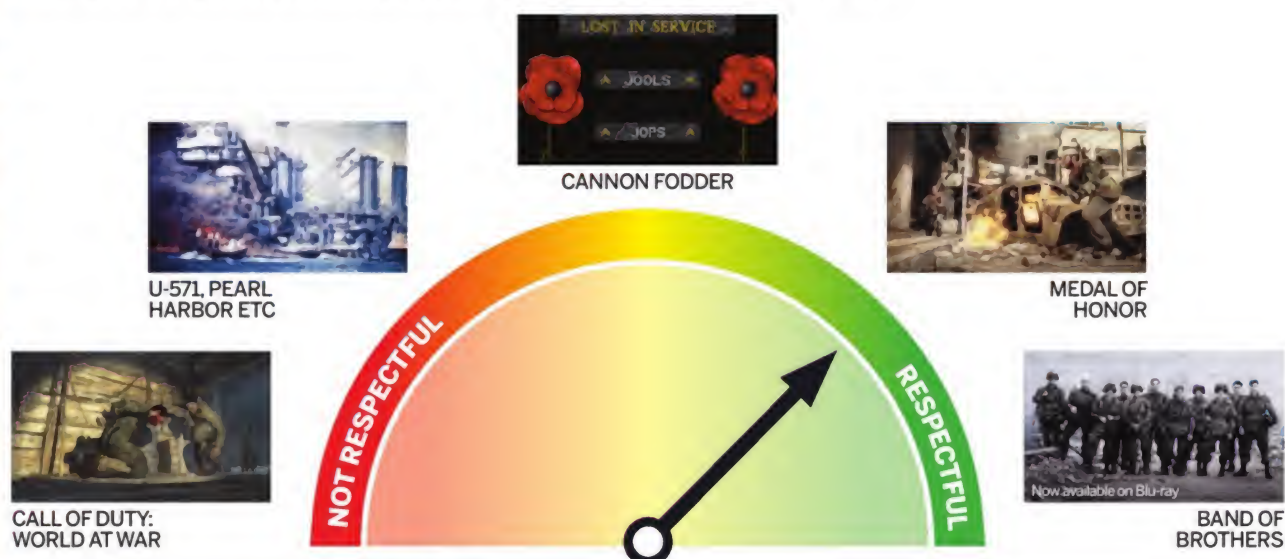 LOST IN SERVICE
JOOLS
JOPS
CANNON FODDER
U-571, PEARL
HARBOR ETC
MEDAL OF
HONOR
NOT RESPECTFUL
RESPECTFUL
CALL OF DUTY:
WORLD AT WAR
Now available on Blu-ray
BAND OF
BROTHERS